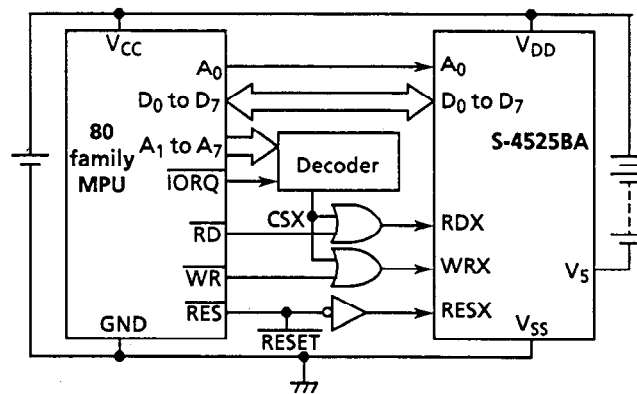 VCC
VDD
A0
A0
D0 to D7
D0 to D7
80
family
MPU
A1 to A7
S-4525BA
Decoder
IORQ
CSX
RD
RDX
WR
WRX
V5
RES
RESX
GND
RESET
VSS